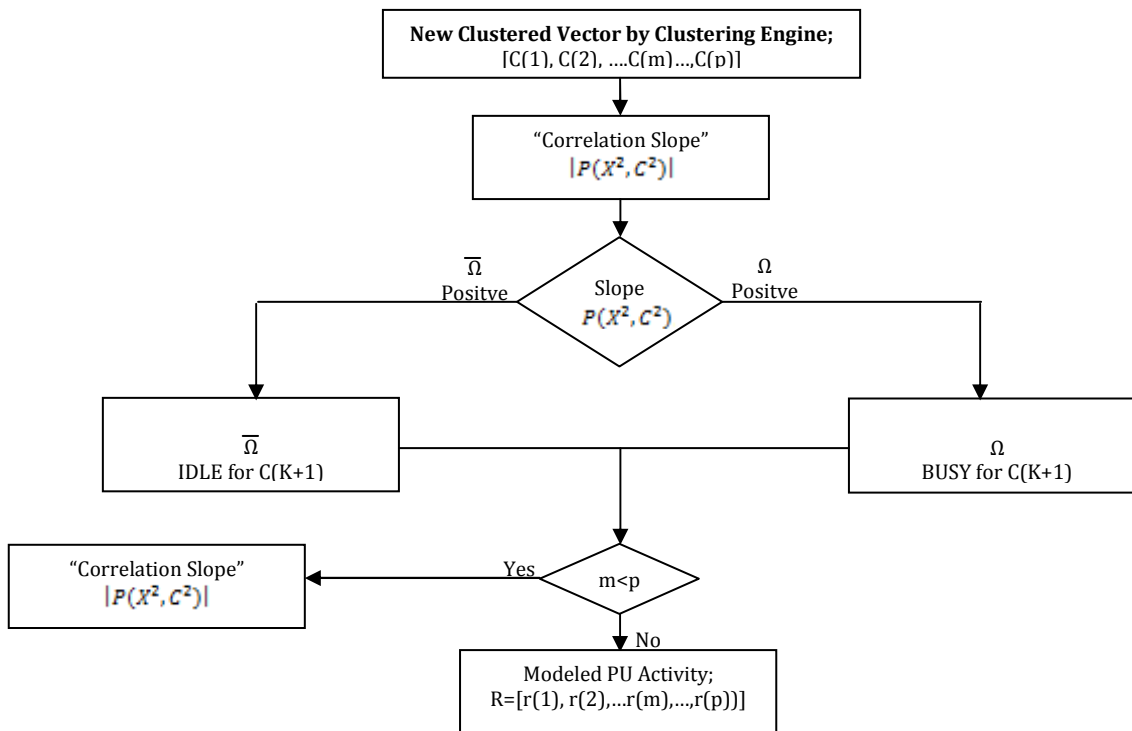 New Clustered Vector by Clustering Engine;
[C(1), C(2), ....C(m)...,C(p)]
“Correlation Slope”
|P(X², C²)|
Ω̅
Positve
Slope
P(X², C²)
Ω
Positve
Ω̅
IDLE for C(K+1)
Ω
BUSY for C(K+1)
“Correlation Slope”
|P(X², C²)|
Yes
m<p
No
Modeled PU Activity;
R=[r(1), r(2),...r(m),...,r(p))]